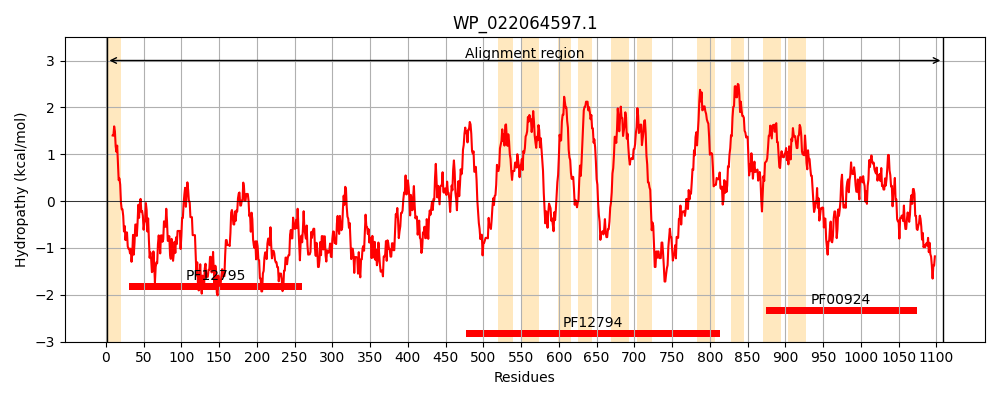 WP_022064597.1
Alignment region
Hydropathy (kcal/mol)
3
2
1
0
−1
−2
−3
PF12795
PF00924
PF12794
0 50 100 150 200 250 300 350 400 450 500 550 600 650 700 750 800 850 900 950 1000 1050 1100
Residues